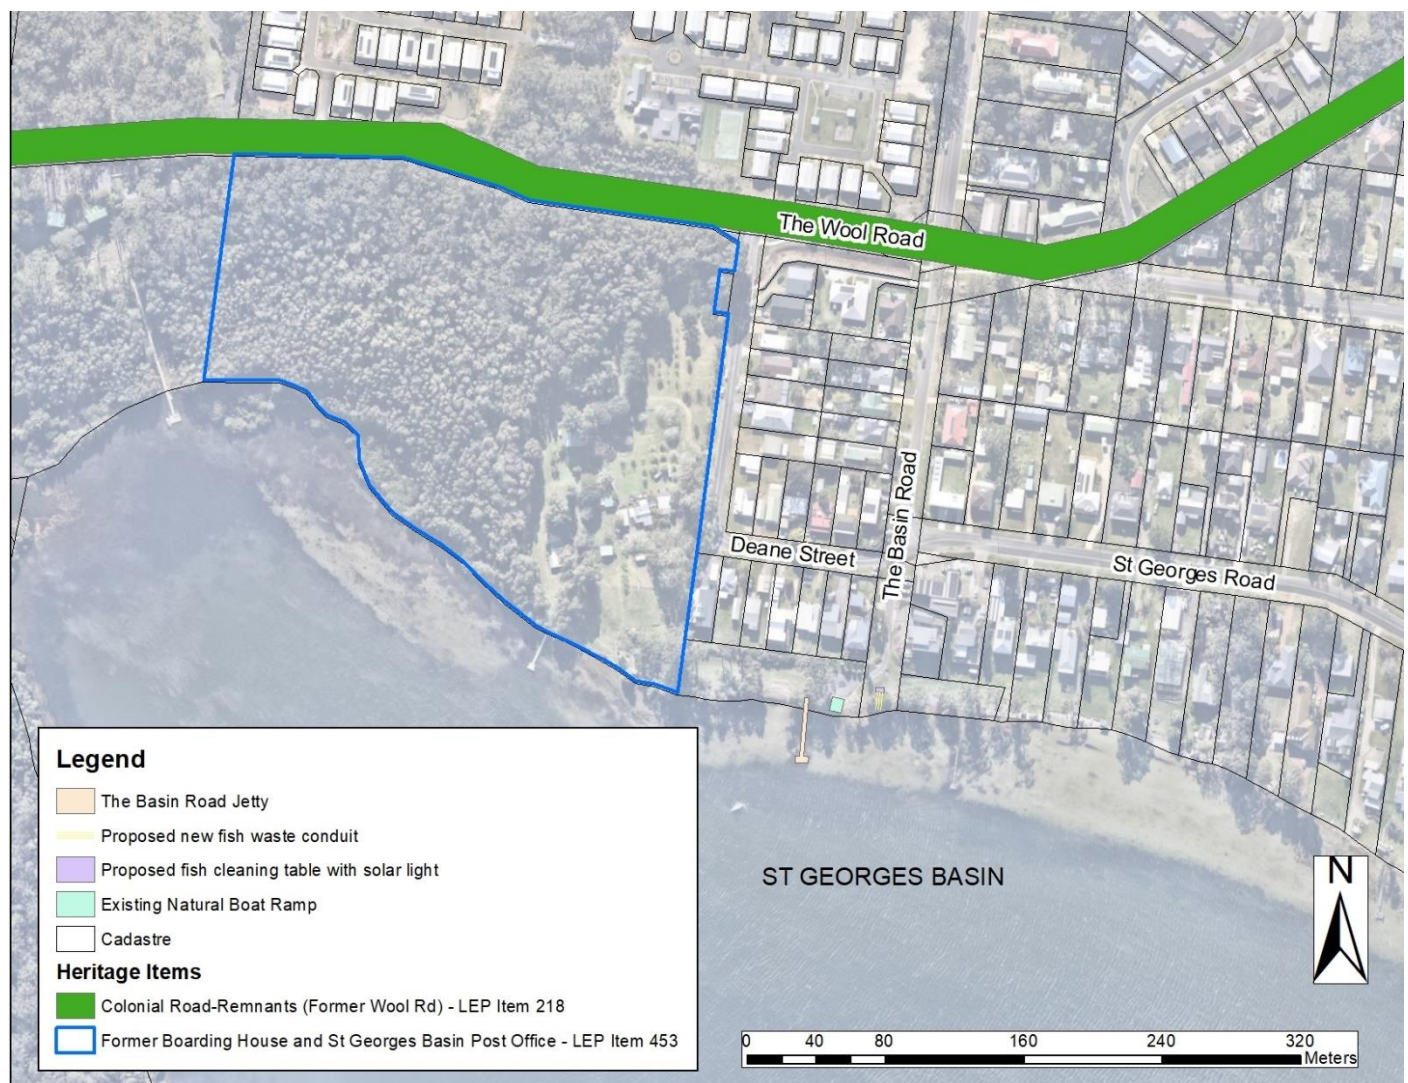 The Wool Road
The Basin Road
Deane Street
St Georges Road
ST GEORGES BASIN
N
Legend
The Basin Road Jetty
Proposed new fish waste conduit
Proposed fish cleaning table with solar light
Existing Natural Boat Ramp
Cadastre
Heritage Items
Colonial Road-Remnants (Former Wool Rd) - LEP Item 218
Former Boarding House and St Georges Basin Post Office - LEP Item 453
0 40 80 160 240 320
Meters